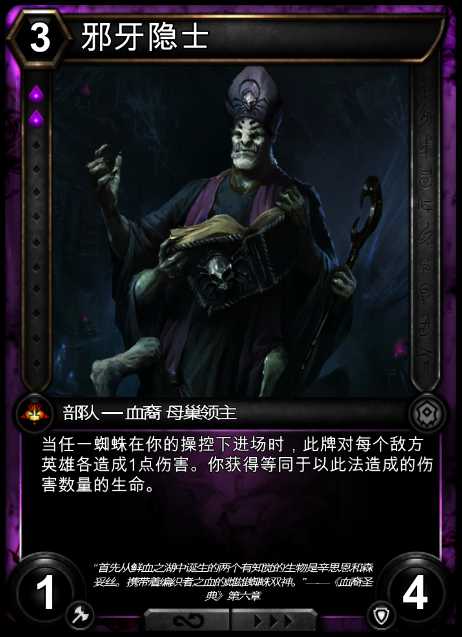 3
邪牙隐士
部队 — 血裔 母巢领主
当任一蜘蛛在你的操控下进场时，此牌对每个敌方
英雄各造成1点伤害。你获得等同于以此法造成的伤
害数量的生命。
“首先从鲜血之湖中诞生的两个有知觉的生物是辛思恩和森
妥丝。携带着编织者之血的雌雄蜘蛛双神。”——《血裔圣
典》第六章
1
4